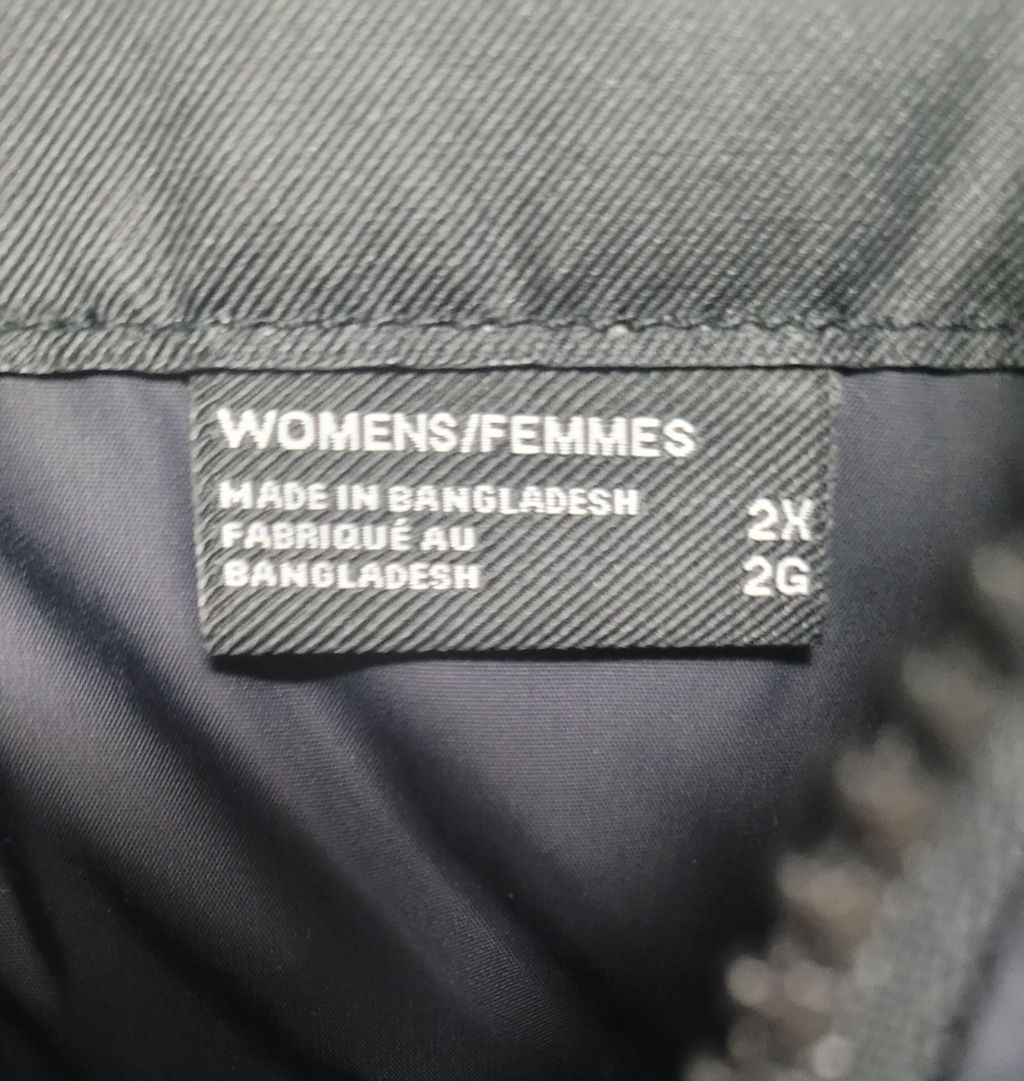 WOMENS/FEMMES
MADE IN BANGLADESH
FABRIQUÉ AU
BANGLADESH
2X
2G